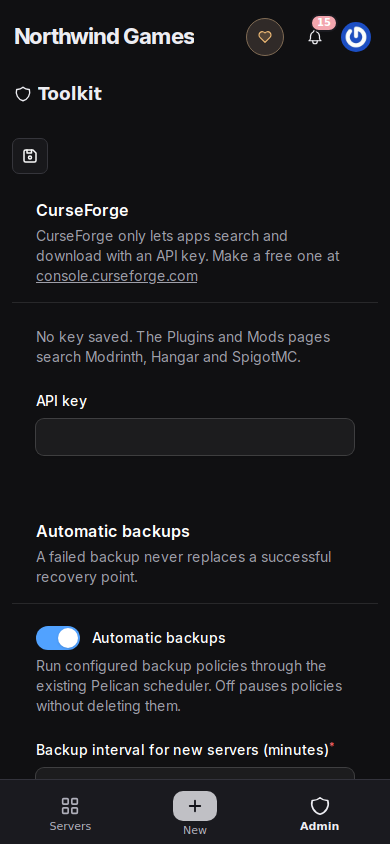 Northwind Games
15
Toolkit
CurseForge
CurseForge only lets apps search and
download with an API key. Make a free one at
console.curseforge.com
No key saved. The Plugins and Mods pages
search Modrinth, Hangar and SpigotMC.
API key
Automatic backups
A failed backup never replaces a successful
recovery point.
Automatic backups
Run configured backup policies through the
existing Pelican scheduler. Off pauses policies
without deleting them.
Backup interval for new servers (minutes)*
Servers
New
Admin